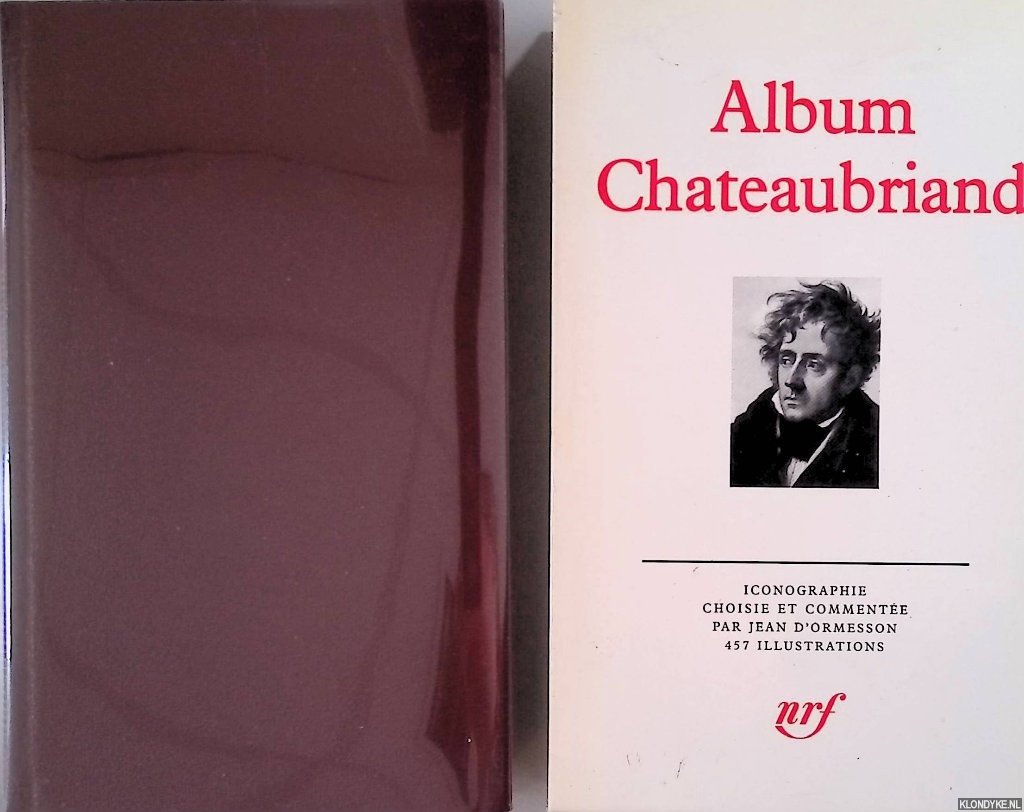 Album
Chateaubriand
ICONOGRAPHIE
CHOISIE ET COMMENTÉE
PAR JEAN D'ORMESSON
457 ILLUSTRATIONS
nrf
KLONDYKE.NL